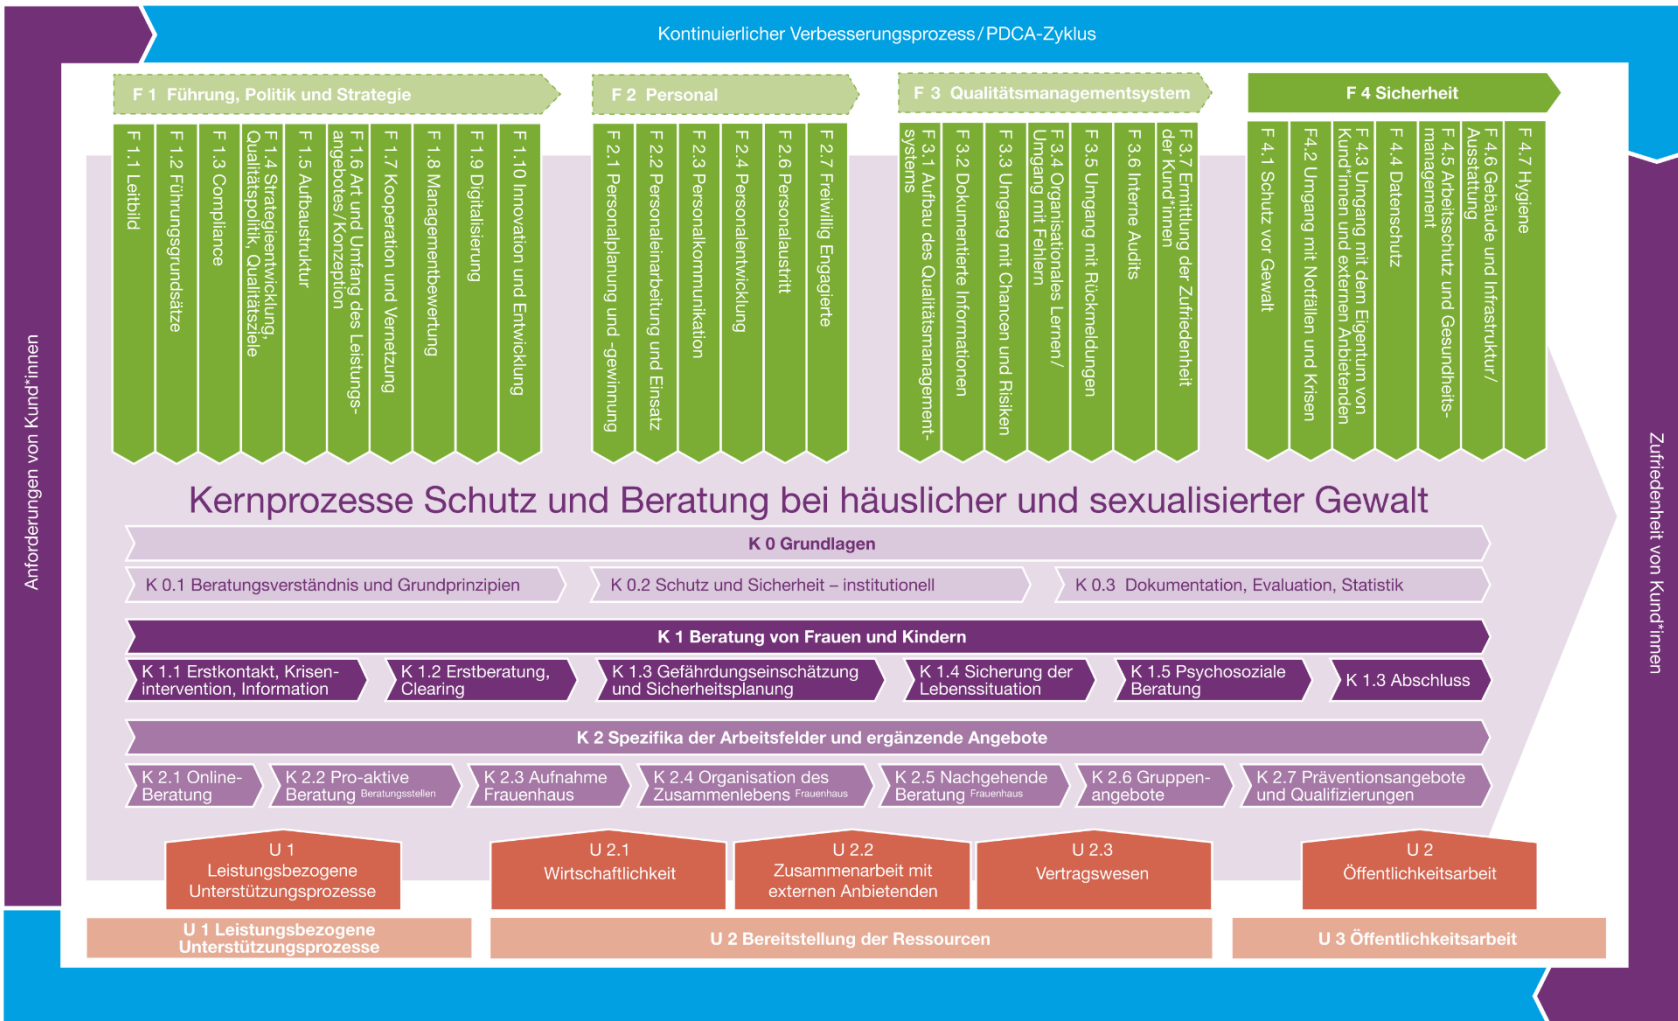 Kontinuierlicher Verbesserungsprozess/PDCA-Zyklus
Anforderungen von Kund*innen
F 1 Führung, Politik und Strategie
F 1.1 Leitbild
F 1.2 Führungsgrundsätze
F 1.3 Compliance
F 1.4 Strategieentwicklung,
Qualitätspolitik, Qualitätsziele
F 1.5 Aufbaustruktur
F 1.6 Art und Umfang des Leistungs-
angebotes/Konzeption
F 1.7 Kooperation und Vernetzung
F 1.8 Managementbewertung
F 1.9 Digitalisierung
F 1.10 Innovation und Entwicklung
F 2 Personal
F 2.1 Personalplanung und -gewinnung
F 2.2 Personaleinarbeitung und Einsatz
F 2.3 Personalkommunikation
F 2.4 Personalentwicklung
F 2.6 Personalaustritt
F 2.7 Freiwillig Engagierte
F 3 Qualitätsmanagementsystem
F 3.1 Aufbau des Qualitätsmanagement-
systems
F 3.2 Dokumentierte Informationen
F 3.3 Umgang mit Chancen und Risiken
F 3.4 Organisationales Lernen/
Umgang mit Fehlern
F 3.5 Umgang mit Rückmeldungen
F 3.6 Interne Audits
F 3.7 Ermittlung der Zufriedenheit
der Kund*innen
F 4 Sicherheit
F 4.1 Schutz vor Gewalt
F 4.2 Umgang mit Notfällen und Krisen
F 4.3 Umgang mit dem Eigentum von
Kund*innen und externen Anbietenden
F 4.4 Datenschutz
F 4.5 Arbeitsschutz und Gesundheits-
management
F 4.6 Gebäude und Infrastruktur/
Ausstattung
F 4.7 Hygiene
Zufriedenheit von Kund*innen
Kernprozesse Schutz und Beratung bei häuslicher und sexualisierter Gewalt
K 0 Grundlagen
K 0.1 Beratungsverständnis und Grundprinzipien
K 0.2 Schutz und Sicherheit – institutionell
K 0.3 Dokumentation, Evaluation, Statistik
K 1 Beratung von Frauen und Kindern
K 1.1 Erstkontakt, Krisen-
intervention, Information
K 1.2 Erstberatung,
Clearing
K 1.3 Gefährdungseinschätzung
und Sicherheitsplanung
K 1.4 Sicherung der
Lebenssituation
K 1.5 Psychosoziale
Beratung
K 1.3 Abschluss
K 2 Spezifika der Arbeitsfelder und ergänzende Angebote
K 2.1 Online-
Beratung
K 2.2 Pro-aktive
Beratung Beratungsstellen
K 2.3 Aufnahme
Frauenhaus
K 2.4 Organisation des
Zusammenlebens Frauenhaus
K 2.5 Nachgehende
Beratung Frauenhaus
K 2.6 Gruppen-
angebote
K 2.7 Präventionsangebote
und Qualifizierungen
U 1
Leistungsbezogene
Unterstützungsprozesse
U 2.1
Wirtschaftlichkeit
U 2.2
Zusammenarbeit mit
externen Anbietenden
U 2.3
Vertragswesen
U 2
Öffentlichkeitsarbeit
U 1 Leistungsbezogene
Unterstützungsprozesse
U 2 Bereitstellung der Ressourcen
U 3 Öffentlichkeitsarbeit